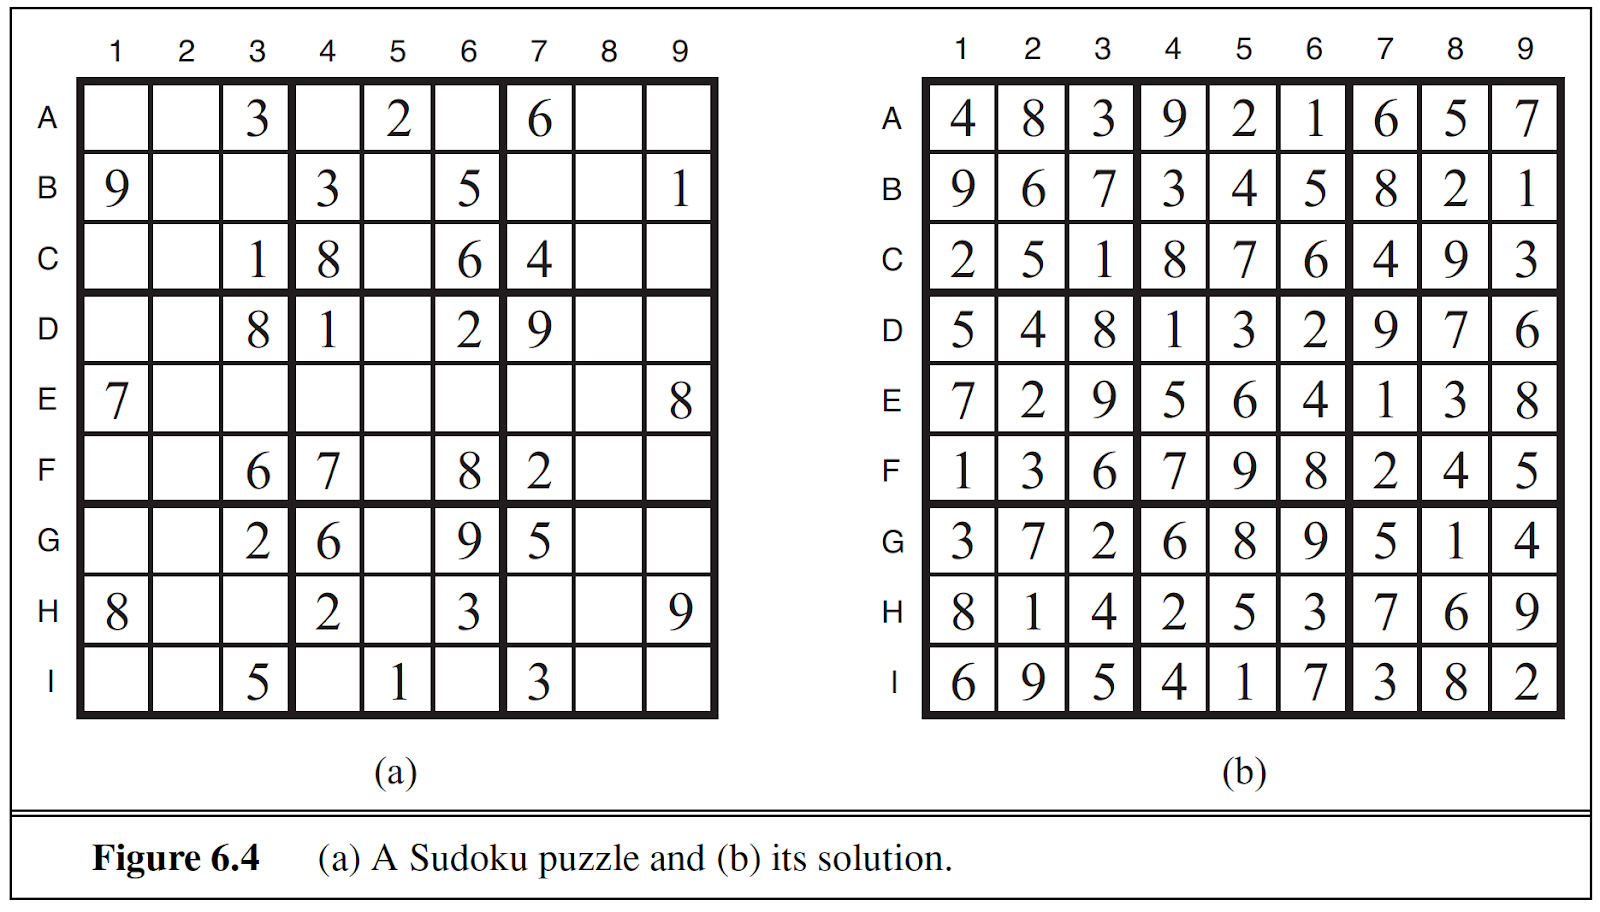 1 2 3 4 5 6 7 8 9
A 3 2 6
B 9 3 5 1
C 1 8 6 4
D 8 1 2 9
E 7 8
F 6 7 8 2
G 2 6 9 5
H 8 2 3 9
I 5 1 3
(a)
1 2 3 4 5 6 7 8 9
A 4 8 3 9 2 1 6 5 7
B 9 6 7 3 4 5 8 2 1
C 2 5 1 8 7 6 4 9 3
D 5 4 8 1 3 2 9 7 6
E 7 2 9 5 6 4 1 3 8
F 1 3 6 7 9 8 2 4 5
G 3 7 2 6 8 9 5 1 4
H 8 1 4 2 5 3 7 6 9
I 6 9 5 4 1 7 3 8 2
(b)
Figure 6.4 (a) A Sudoku puzzle and (b) its solution.